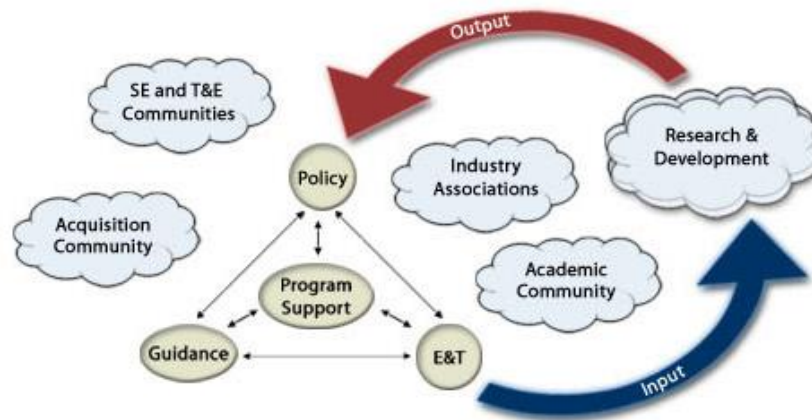 Output
SE and T&E
Communities
Research &
Development
Policy
Industry
Associations
Acquisition
Community
Academic
Community
Program
Support
Guidance
E&T
Input